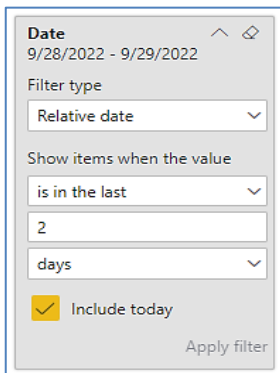 Date
9/28/2022 - 9/29/2022
Filter type
Relative date
Show items when the value
is in the last
2
days
Include today
Apply filter